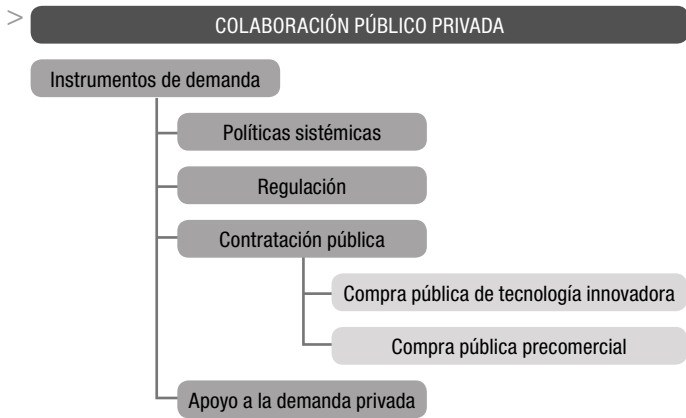 >
COLABORACIÓN PÚBLICO PRIVADA
Instrumentos de demanda
Políticas sistémicas
Regulación
Contratación pública
Compra pública de tecnología innovadora
Compra pública precomercial
Apoyo a la demanda privada